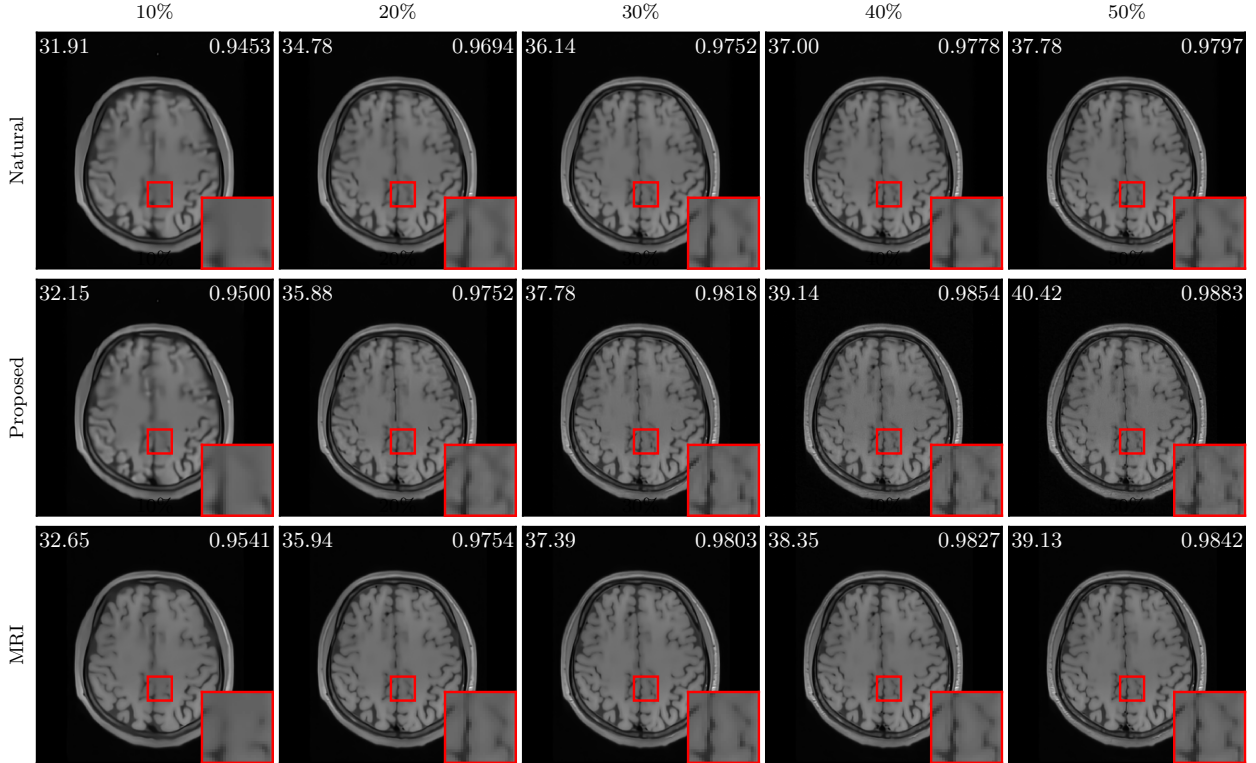 10% 20% 30% 40% 50%
Natural
31.91 0.9453 34.78 0.9694 36.14 0.9752 37.00 0.9778 37.78 0.9797
Proposed
32.15 0.9500 35.88 0.9752 37.78 0.9818 39.14 0.9854 40.42 0.9883
MRI
32.65 0.9541 35.94 0.9754 37.39 0.9803 38.35 0.9827 39.13 0.9842